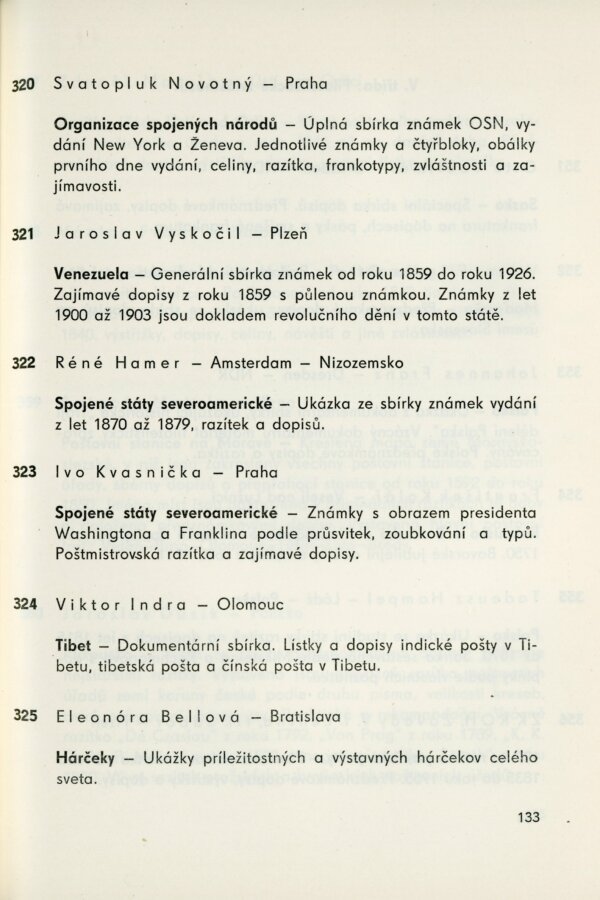 320 Svatopluk Novotný – Praha
Organizace spojených národů – Úplná sbírka známek OSN, vy-
dání New York a Ženeva. Jednotlivé známky a čtyřbloky, obálky
prvního dne vydání, celiny, razítka, frankotypy, zvláštnosti a za-
jímavosti.
321 Jaroslav Vyskočil – Plzeň
Venezuela – Generální sbírka známek od roku 1859 do roku 1926.
Zajímavé dopisy z roku 1859 s půlenou známkou. Známky z let
1900 až 1903 jsou dokladem revolučního dění v tomto státě.
322 Réné Hamer – Amsterdam – Nizozemsko
Spojené státy severoamerické – Ukázka ze sbírky známek vydání
z let 1870 až 1879, razítek a dopisů.
323 Ivo Kvasnička – Praha
Spojené státy severoamerické – Známky s obrazem presidenta
Washingtona a Franklina podle průsvitek, zoubkování a typů.
Poštmistrovská razítka a zajímavé dopisy.
324 Viktor Indra – Olomouc
Tibet – Dokumentární sbírka. Lístky a dopisy indické pošty v Ti-
betu, tibetská pošta a čínská pošta v Tibetu.
325 Eleonóra Bellová – Bratislava
Hárčeky – Ukážky príležitostných a výstavných hárčekov celého
sveta.
133